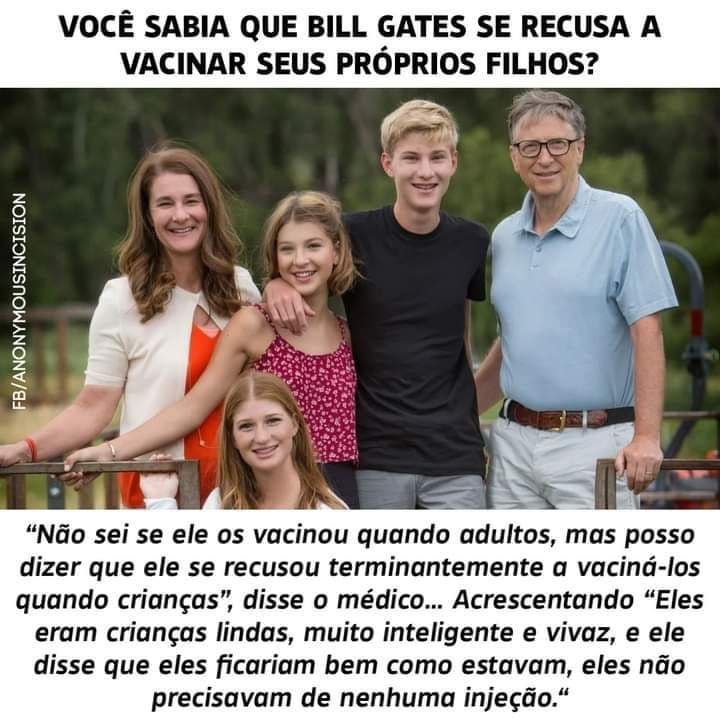 VOCÊ SABIA QUE BILL GATES SE RECUSA A
VACINAR SEUS PRÓPRIOS FILHOS?
FB/ANONYMOUSINCISION
“Não sei se ele os vacinou quando adultos, mas posso
dizer que ele se recusou terminantemente a vaciná-los
quando crianças”, disse o médico... Acrescentando “Eles
eram crianças lindas, muito inteligente e vivaz, e ele
disse que eles ficariam bem como estavam, eles não
precisavam de nenhuma injeção.“